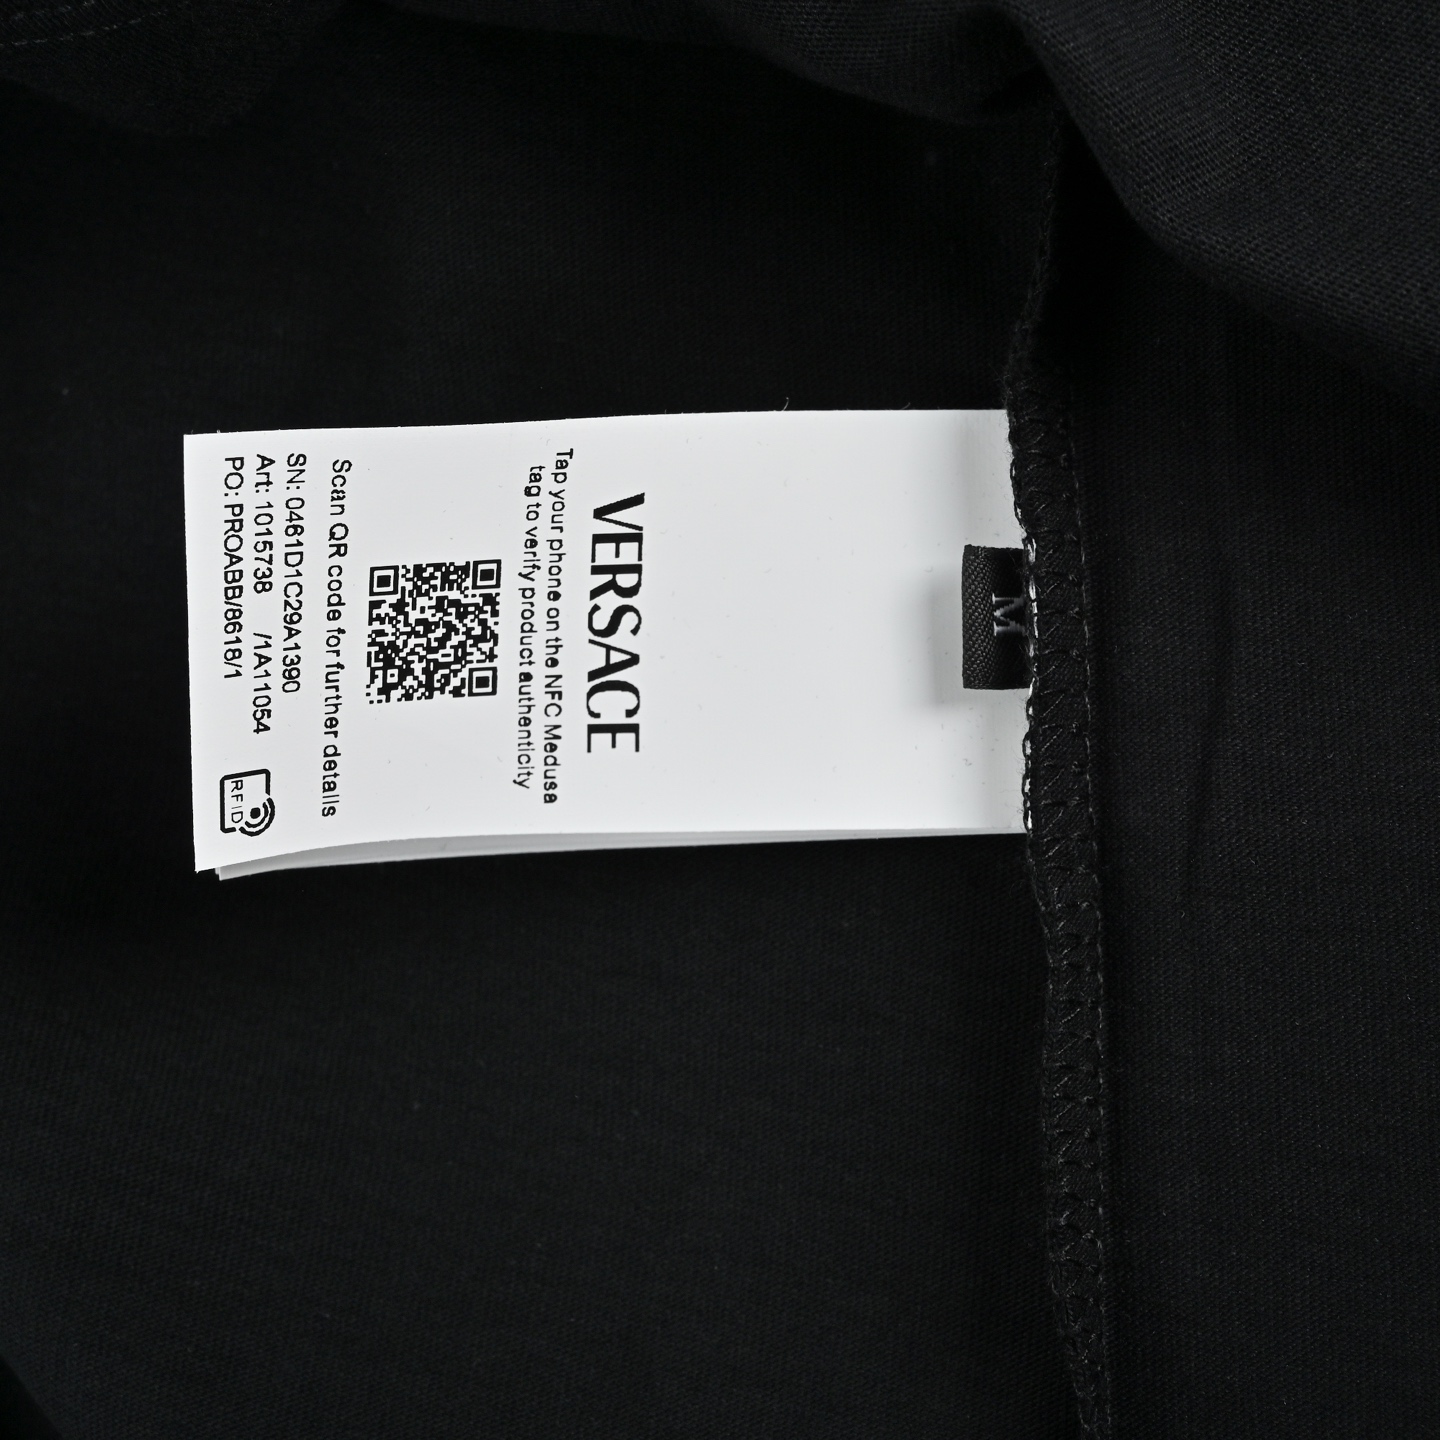 M
VERSACE
Tap your phone on the NFC Medusa
tag to verify product authenticity
Scan QR code for further details
SN: 0461D1C29A1390
Art: 1015738 /1A11054
PO: PROABB/8618/1
RFID